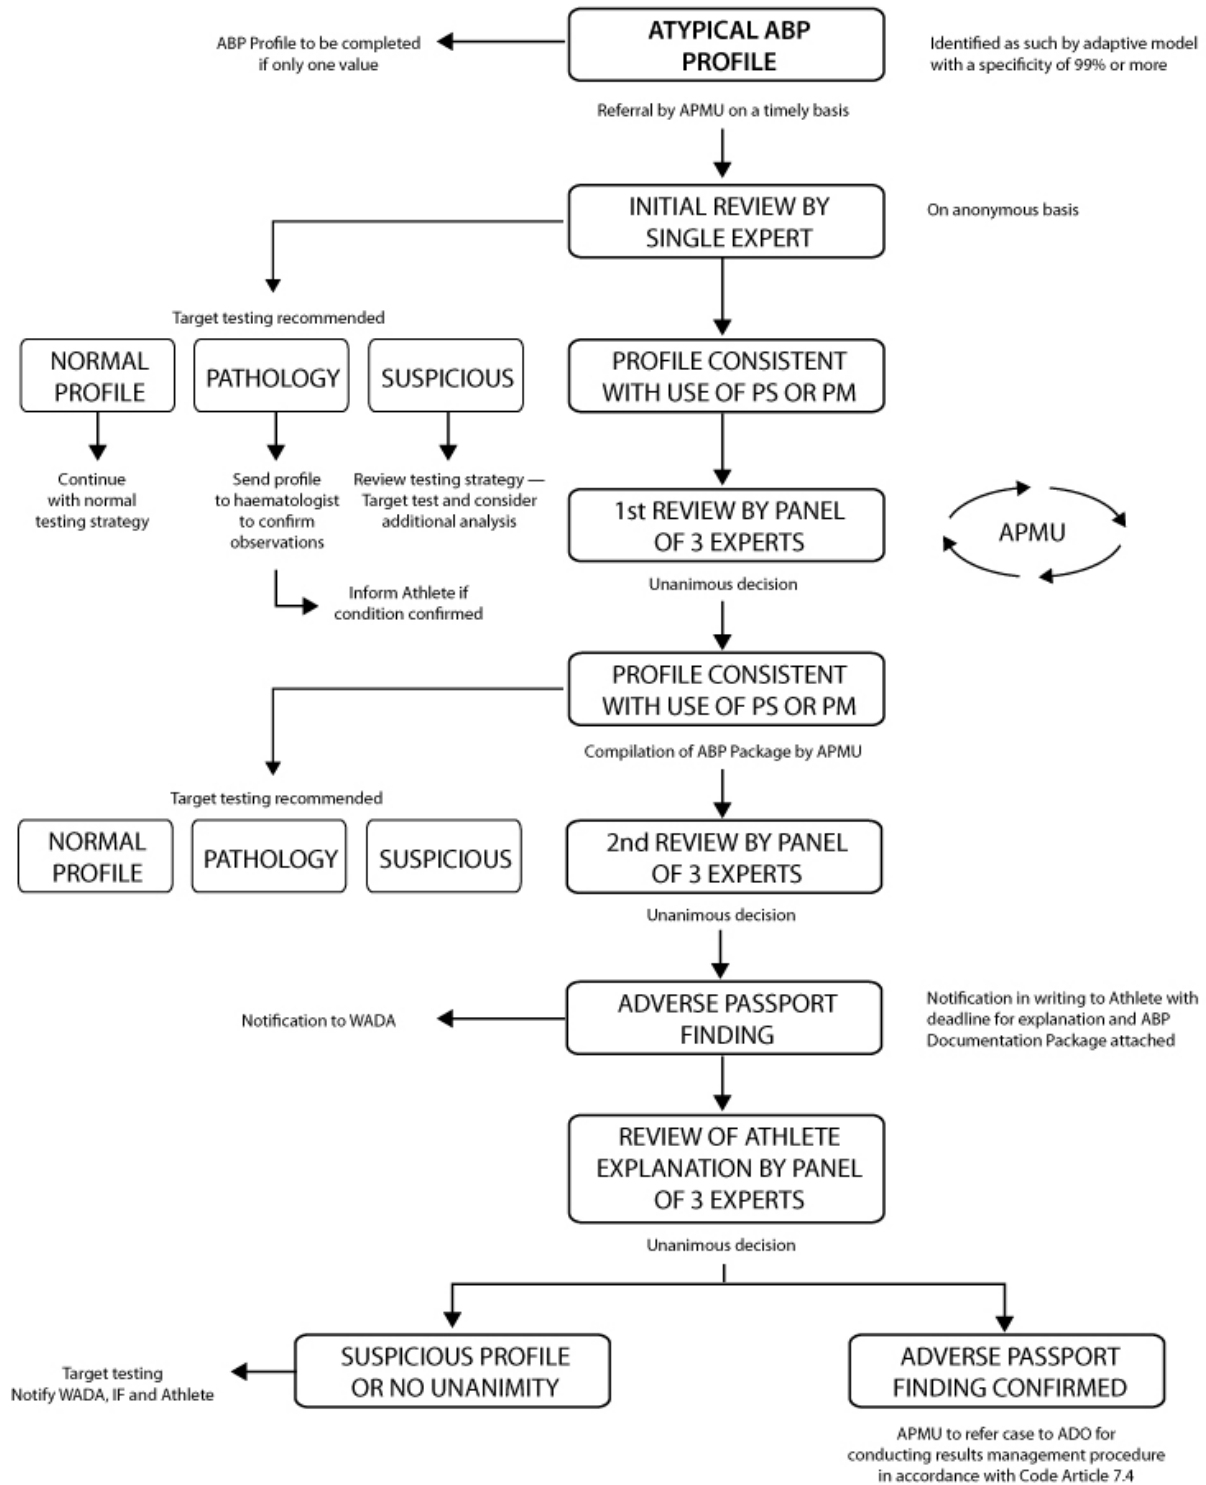 ATYPICAL ABP
PROFILE
ABP Profile to be completed
if only one value
Identified as such by adaptive model
with a specificity of 99% or more
Referral by APMU on a timely basis
INITIAL REVIEW BY
SINGLE EXPERT
On anonymous basis
Target testing recommended
NORMAL
PROFILE
PATHOLOGY
SUSPICIOUS
PROFILE CONSISTENT
WITH USE OF PS OR PM
Continue
with normal
testing strategy
Send profile
to haematologist
to confirm
observations
Review testing strategy —
Target test and consider
additional analysis
Inform Athlete if
condition confirmed
1st REVIEW BY PANEL
OF 3 EXPERTS
APMU
Unanimous decision
PROFILE CONSISTENT
WITH USE OF PS OR PM
Compilation of ABP Package by APMU
Target testing recommended
NORMAL
PROFILE
PATHOLOGY
SUSPICIOUS
2nd REVIEW BY PANEL
OF 3 EXPERTS
Unanimous decision
ADVERSE PASSPORT
FINDING
Notification to WADA
Notification in writing to Athlete with
deadline for explanation and ABP
Documentation Package attached
REVIEW OF ATHLETE
EXPLANATION BY PANEL
OF 3 EXPERTS
Unanimous decision
SUSPICIOUS PROFILE
OR NO UNANIMITY
Target testing
Notify WADA, IF and Athlete
ADVERSE PASSPORT
FINDING CONFIRMED
APMU to refer case to ADO for
conducting results management procedure
in accordance with Code Article 7.4